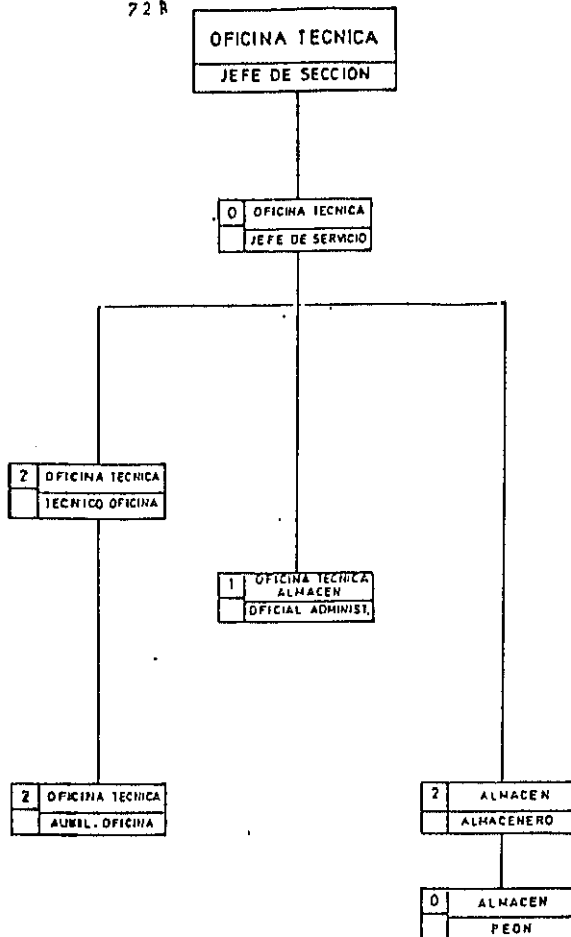 72 R
OFICINA TECNICA
JEFE DE SECCION
0 OFICINA TECNICA
JEFE DE SERVICIO
2 OFICINA TECNICA
TECNICO OFICINA
1 OFICINA TECNICA
ALMACEN
OFICIAL ADMINIST.
2 OFICINA TECNICA
AUXIL. OFICINA
2 ALMACEN
ALMACENERO
0 ALMACEN
PEON